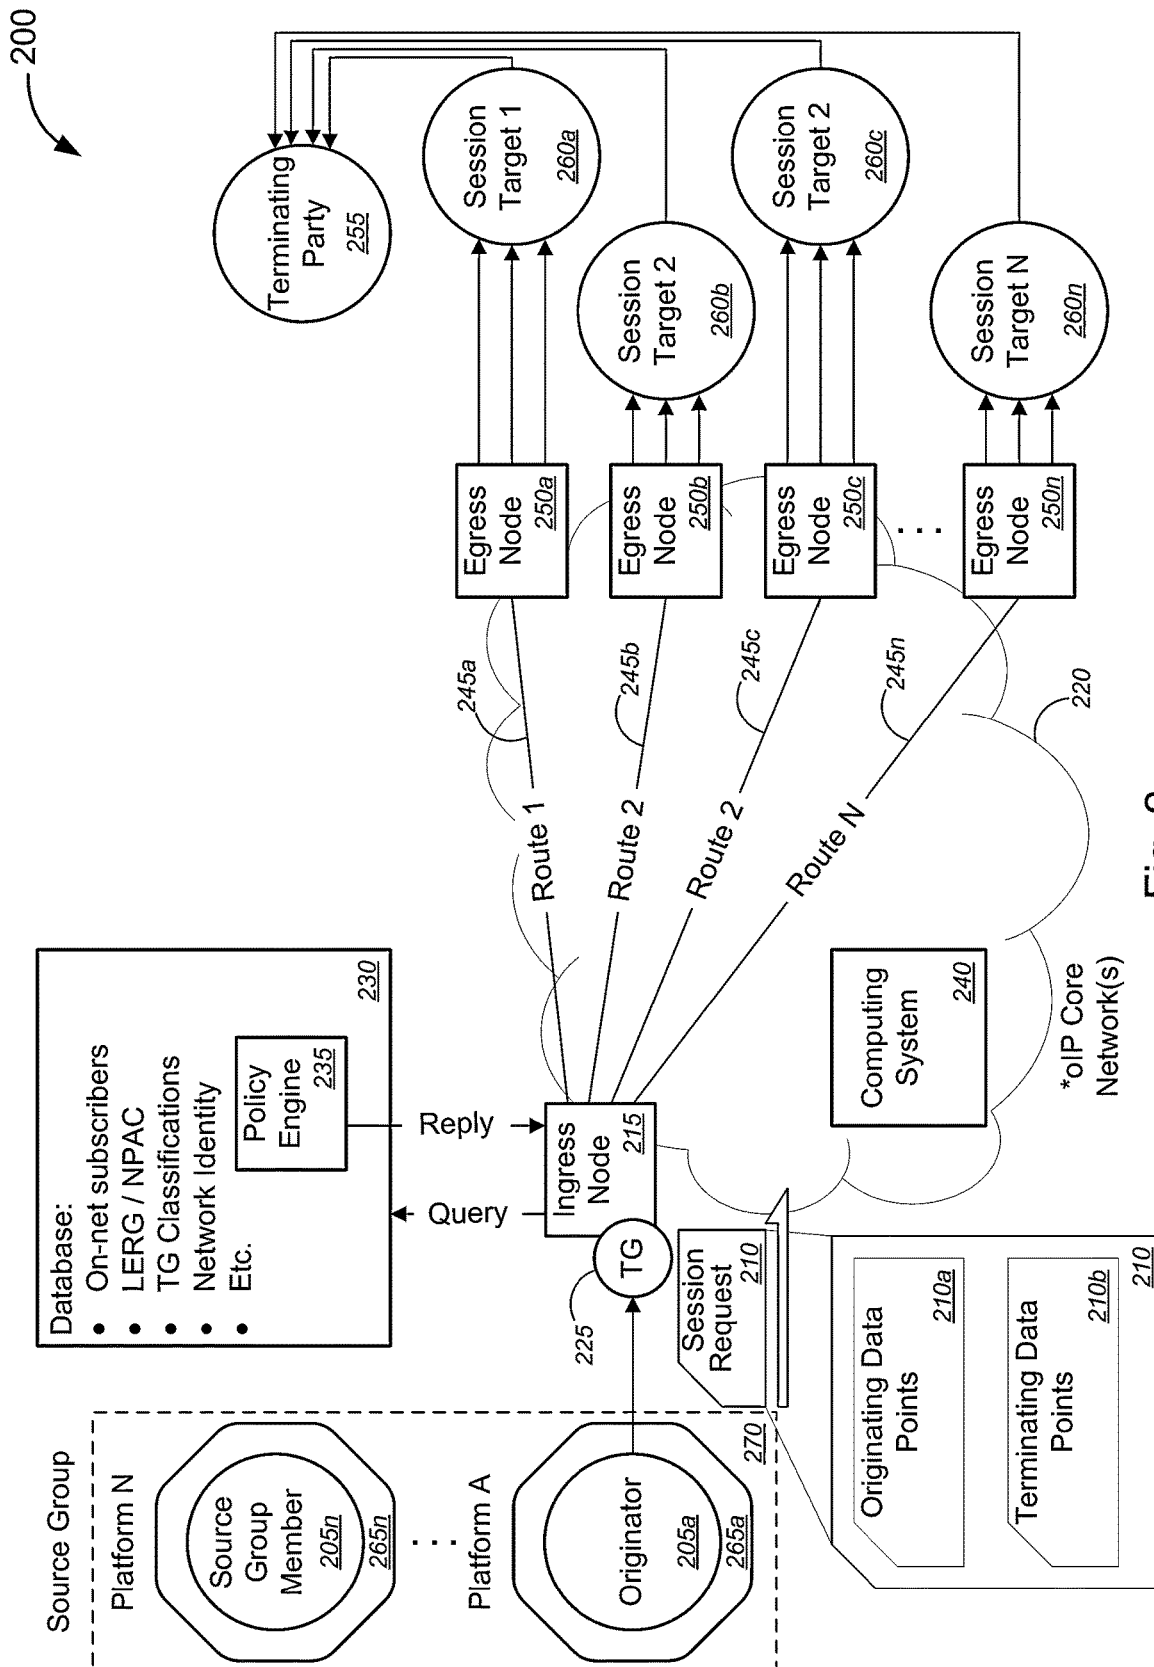 200
Source Group
Platform N
Source
Group
Member
205n
265n
. . .
Platform A
Originator
205a
265a
270
Database:
• On-net subscribers
• LERG / NPAC
• TG Classifications
• Network Identity
• Etc.
Policy
Engine
235
230
Query
Reply
225
TG
Ingress
Node
215
Session
Request
210
Originating Data
Points
210a
Terminating Data
Points
210b
210
Route 1
245a
Route 2
245b
Route 2
245c
Route N
245n
Computing
System
240
*oIP Core
Network(s)
220
Egress
Node
250a
Egress
Node
250b
Egress
Node
250c
. . .
Egress
Node
250n
Terminating
Party
255
Session
Target 1
260a
Session
Target 2
260b
Session
Target 2
260c
Session
Target N
260n
Fig.